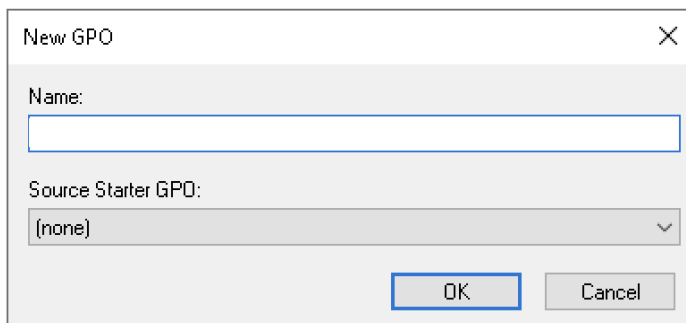 New GPO
Name:
Source Starter GPO:
(none)
OK Cancel